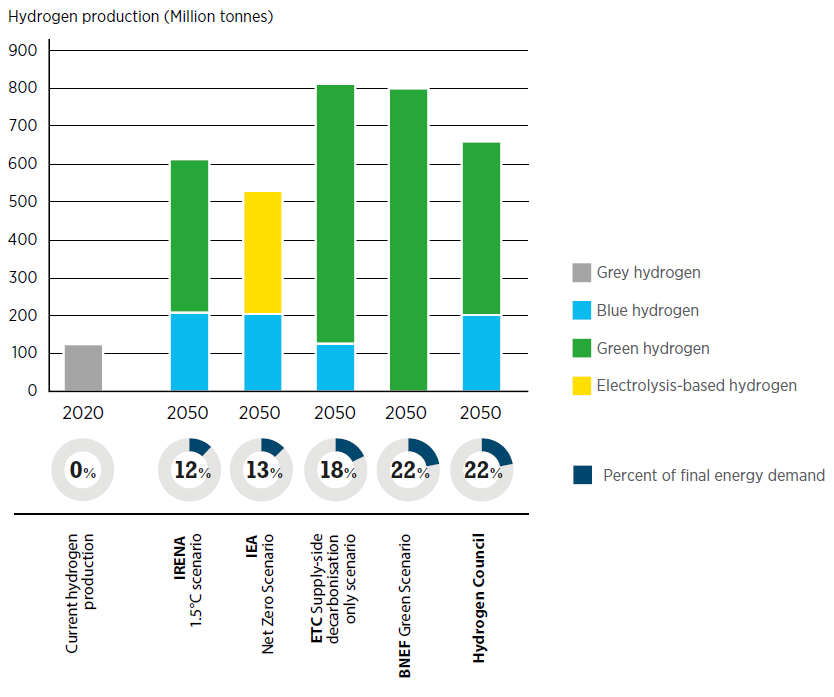 Hydrogen production (Million tonnes)
900
800
700
600
500
400
300
200
100
0
2020
2050
2050
2050
2050
2050
0%
12%
13%
18%
22%
22%
Current hydrogen
production
IRENA
1.5°C scenario
IEA
Net Zero Scenario
ETC Supply-side
decarbonisation
only scenario
BNEF Green Scenario
Hydrogen Council
Grey hydrogen
Blue hydrogen
Green hydrogen
Electrolysis-based hydrogen
Percent of final energy demand